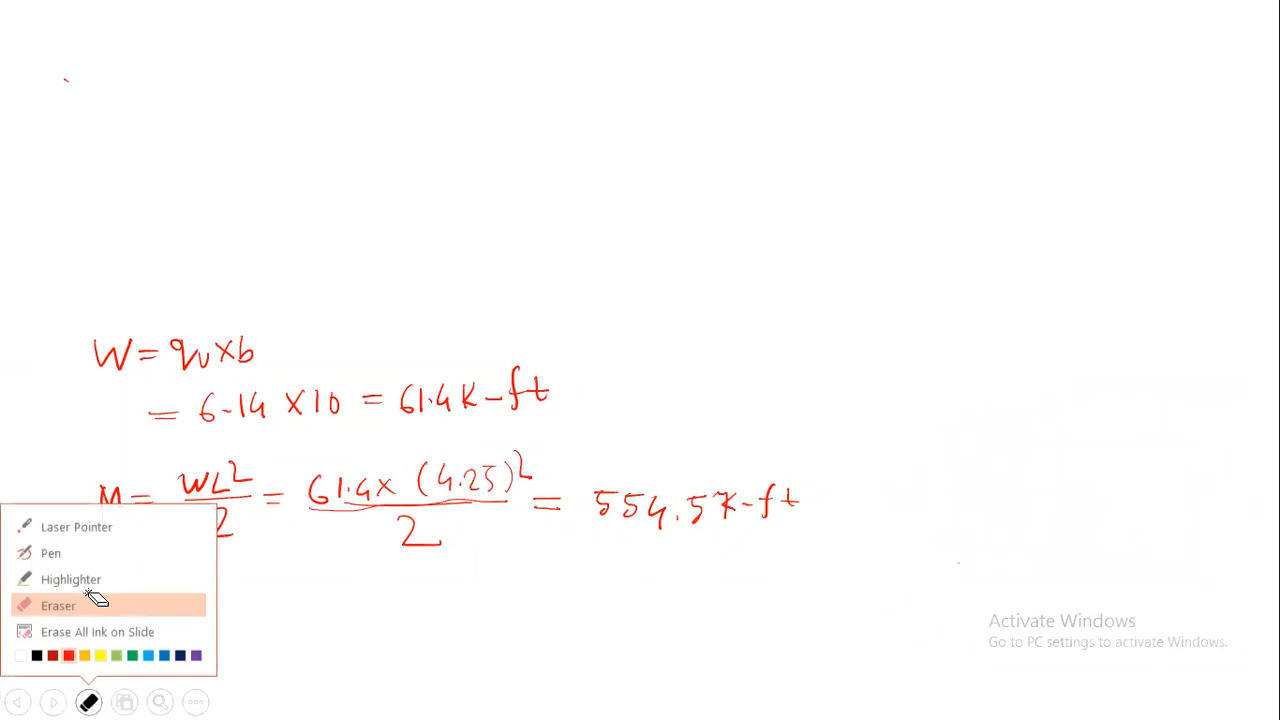 W = qu x b
= 6.14 x 10 = 61.4 K-ft
M = WL²/2 = 61.4 x (4.25)²/2 = 554.5 K-ft
Laser Pointer
Pen
Highlighter
Eraser
Erase All Ink on Slide
Activate Windows
Go to PC settings to activate Windows.